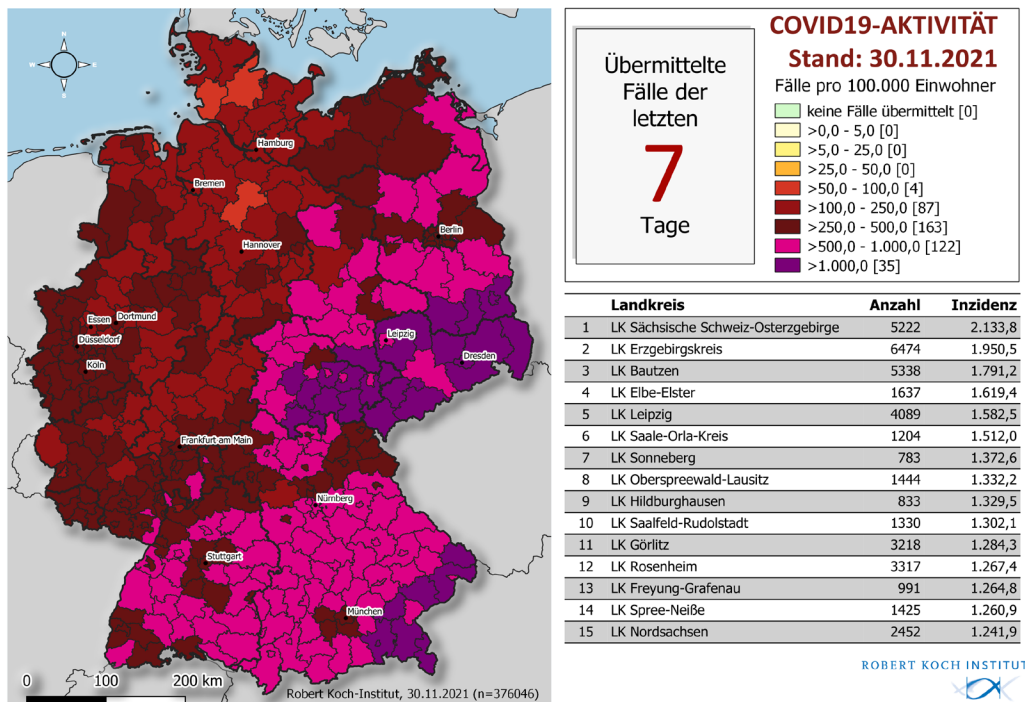 N
W
E
S
Hamburg
Bremen
Berlin
Hannover
Essen
Dortmund
Düsseldorf
Köln
Leipzig
Dresden
Frankfurt am Main
Nürnberg
Stuttgart
München
0 100 200 km
Robert Koch-Institut, 30.11.2021 (n=376046)
Übermittelte
Fälle der
letzten
7
Tage
COVID19-AKTIVITÄT
Stand: 30.11.2021
Fälle pro 100.000 Einwohner
keine Fälle übermittelt [0]
>0,0 - 5,0 [0]
>5,0 - 25,0 [0]
>25,0 - 50,0 [0]
>50,0 - 100,0 [4]
>100,0 - 250,0 [87]
>250,0 - 500,0 [163]
>500,0 - 1.000,0 [122]
>1.000,0 [35]
Landkreis Anzahl Inzidenz
1 LK Sächsische Schweiz-Osterzgebirge 5222 2.133,8
2 LK Erzgebirgskreis 6474 1.950,5
3 LK Bautzen 5338 1.791,2
4 LK Elbe-Elster 1637 1.619,4
5 LK Leipzig 4089 1.582,5
6 LK Saale-Orla-Kreis 1204 1.512,0
7 LK Sonneberg 783 1.372,6
8 LK Oberspreewald-Lausitz 1444 1.332,2
9 LK Hildburghausen 833 1.329,5
10 LK Saalfeld-Rudolstadt 1330 1.302,1
11 LK Görlitz 3218 1.284,3
12 LK Rosenheim 3317 1.267,4
13 LK Freyung-Grafenau 991 1.264,8
14 LK Spree-Neiße 1425 1.260,9
15 LK Nordsachsen 2452 1.241,9
ROBERT KOCH INSTITUT